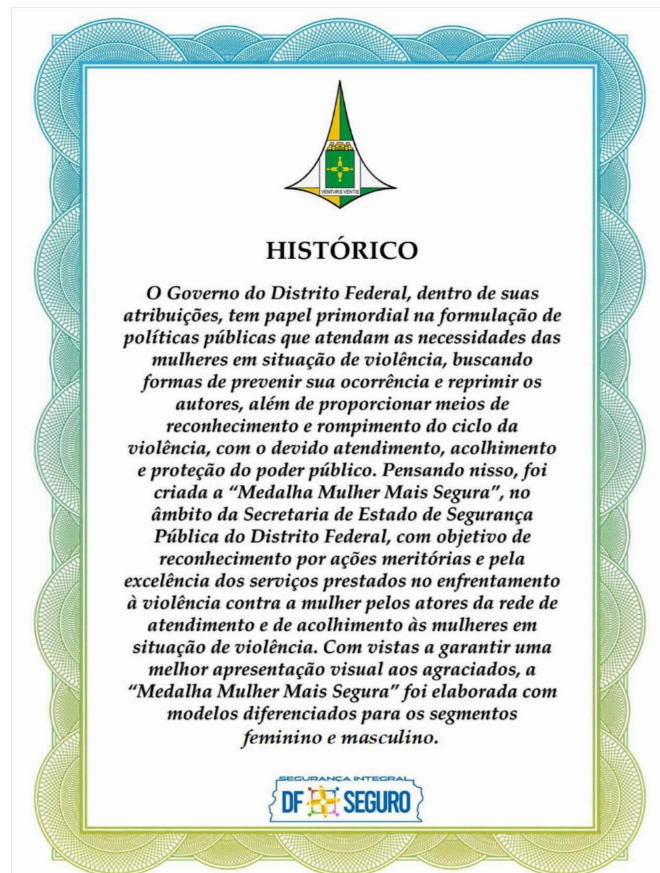 VENTVRIS VENTIS
HISTÓRICO
O Governo do Distrito Federal, dentro de suas
atribuições, tem papel primordial na formulação de
políticas públicas que atendam as necessidades das
mulheres em situação de violência, buscando
formas de prevenir sua ocorrência e reprimir os
autores, além de proporcionar meios de
reconhecimento e rompimento do ciclo da
violência, com o devido atendimento, acolhimento
e proteção do poder público. Pensando nisso, foi
criada a “Medalha Mulher Mais Segura”, no
âmbito da Secretaria de Estado de Segurança
Pública do Distrito Federal, com objetivo de
reconhecimento por ações meritórias e pela
excelência dos serviços prestados no enfrentamento
à violência contra a mulher pelos atores da rede de
atendimento e de acolhimento às mulheres em
situação de violência. Com vistas a garantir uma
melhor apresentação visual aos agraciados, a
“Medalha Mulher Mais Segura” foi elaborada com
modelos diferenciados para os segmentos
feminino e masculino.
SEGURANÇA INTEGRAL
DF SEGURO